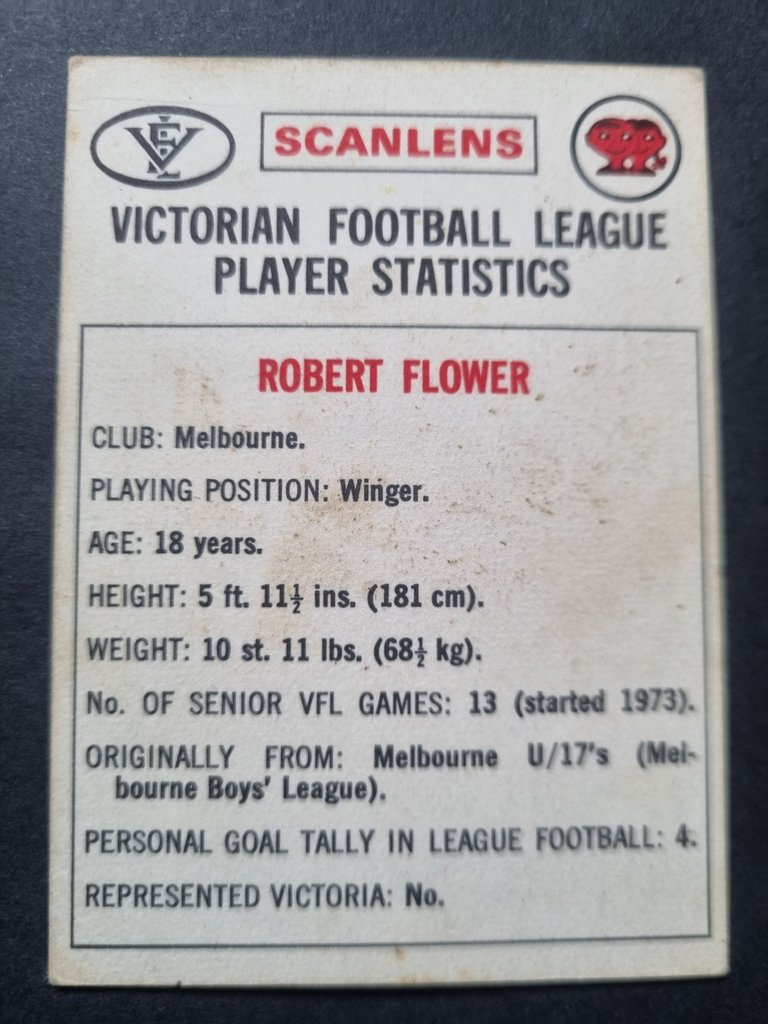 VFL
SCANLENS
VICTORIAN FOOTBALL LEAGUE
PLAYER STATISTICS
ROBERT FLOWER
CLUB: Melbourne.
PLAYING POSITION: Winger.
AGE: 18 years.
HEIGHT: 5 ft. 11½ ins. (181 cm).
WEIGHT: 10 st. 11 lbs. (68½ kg).
No. OF SENIOR VFL GAMES: 13 (started 1973).
ORIGINALLY FROM: Melbourne U/17's (Mel-
bourne Boys' League).
PERSONAL GOAL TALLY IN LEAGUE FOOTBALL: 4.
REPRESENTED VICTORIA: No.